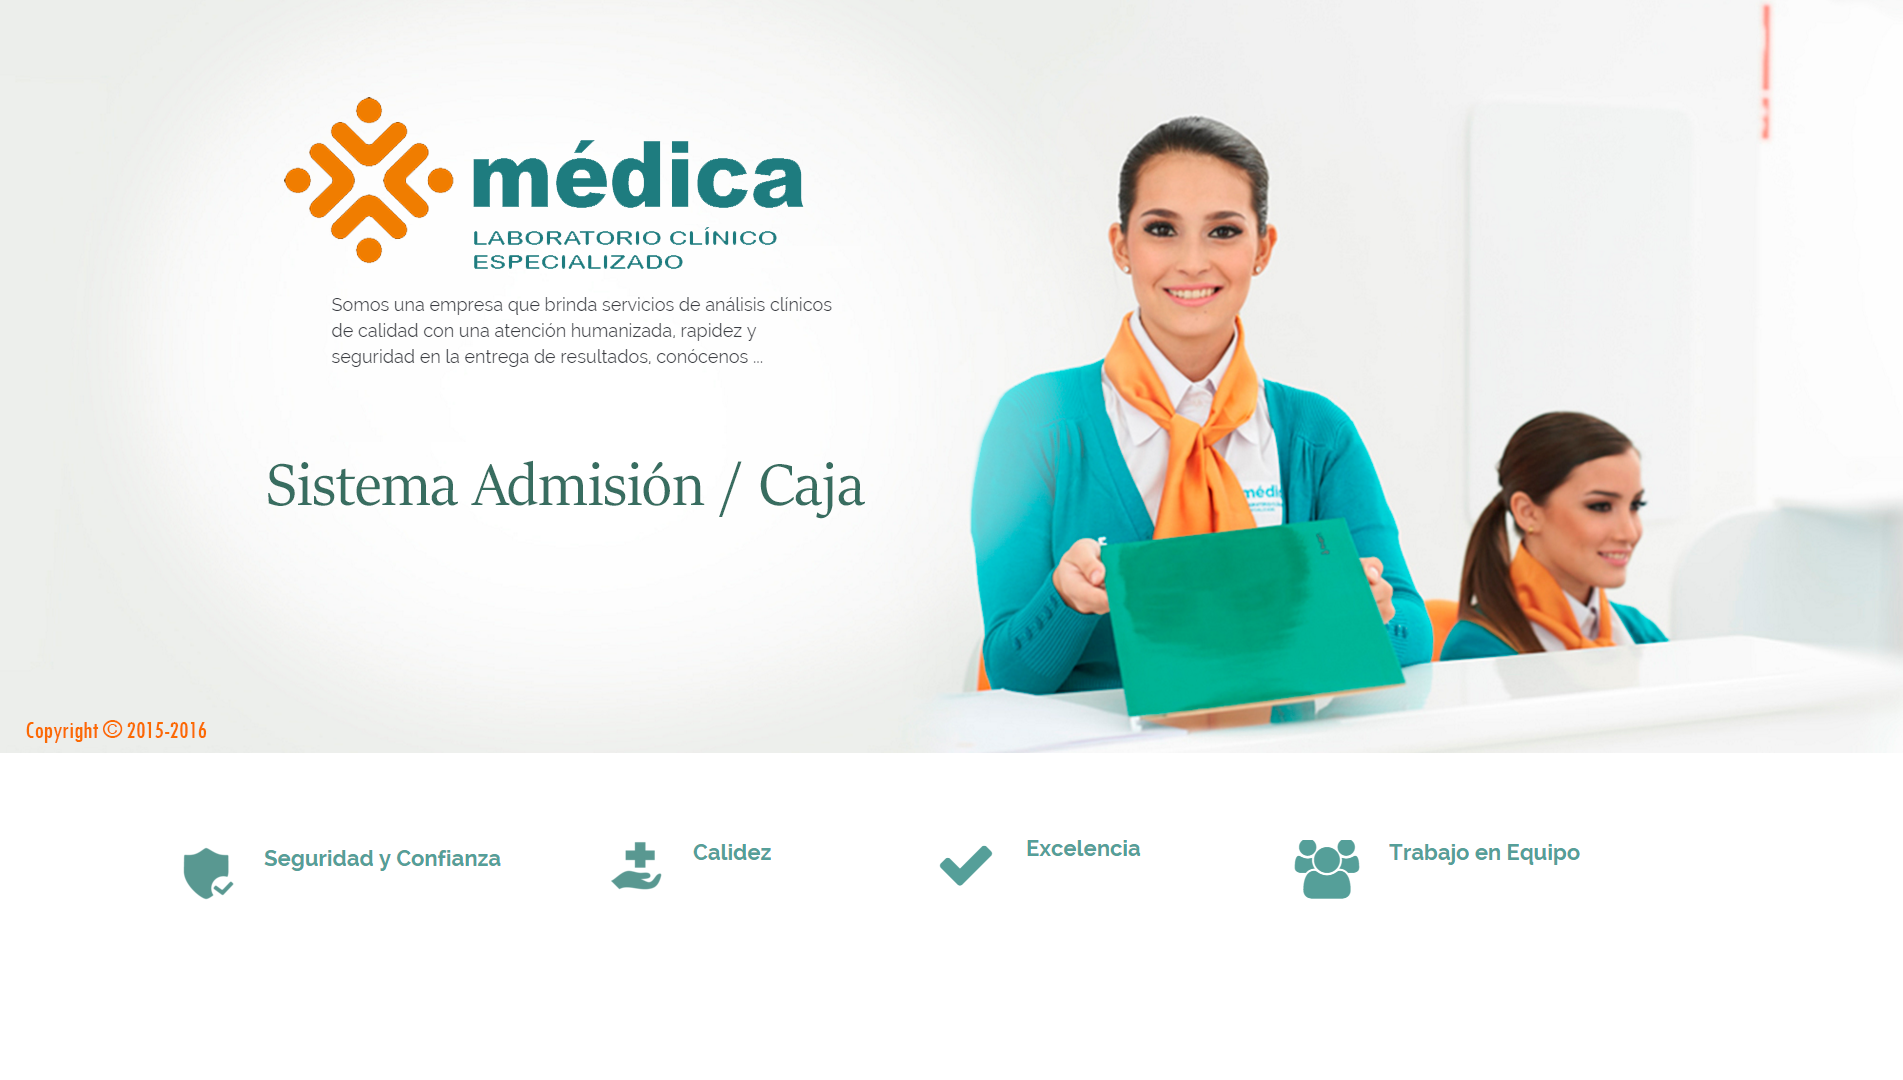 médica
LABORATORIO CLÍNICO
ESPECIALIZADO
Somos una empresa que brinda servicios de análisis clínicos
de calidad con una atención humanizada, rapidez y
seguridad en la entrega de resultados, conócenos ...
Sistema Admisión / Caja
médi
Copyright © 2015-2016
Seguridad y Confianza
Calidez
Excelencia
Trabajo en Equipo